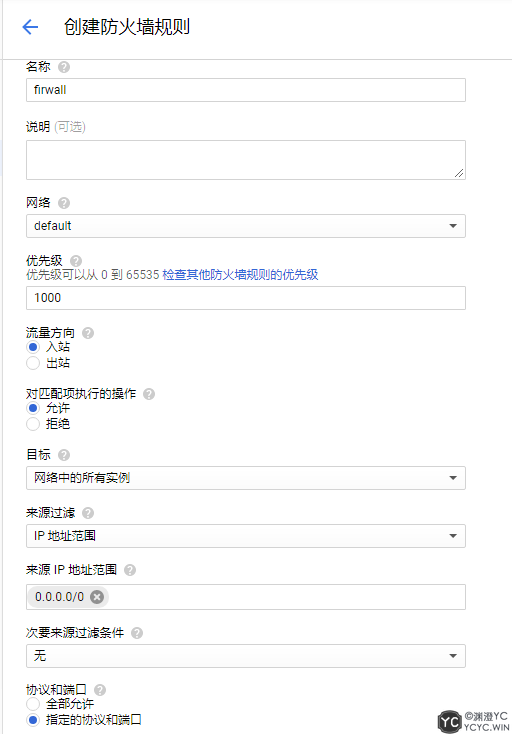 创建防火墙规则
名称
firwall
说明 (可选)
网络
default
优先级
优先级可以从 0 到 65535 检查其他防火墙规则的优先级
1000
流量方向
入站
出站
对匹配项执行的操作
允许
拒绝
目标
网络中的所有实例
来源过滤
IP 地址范围
来源 IP 地址范围
0.0.0.0/0
次要来源过滤条件
无
协议和端口
全部允许
指定的协议和端口
YC ©渊澄YC
YCYC.WIN